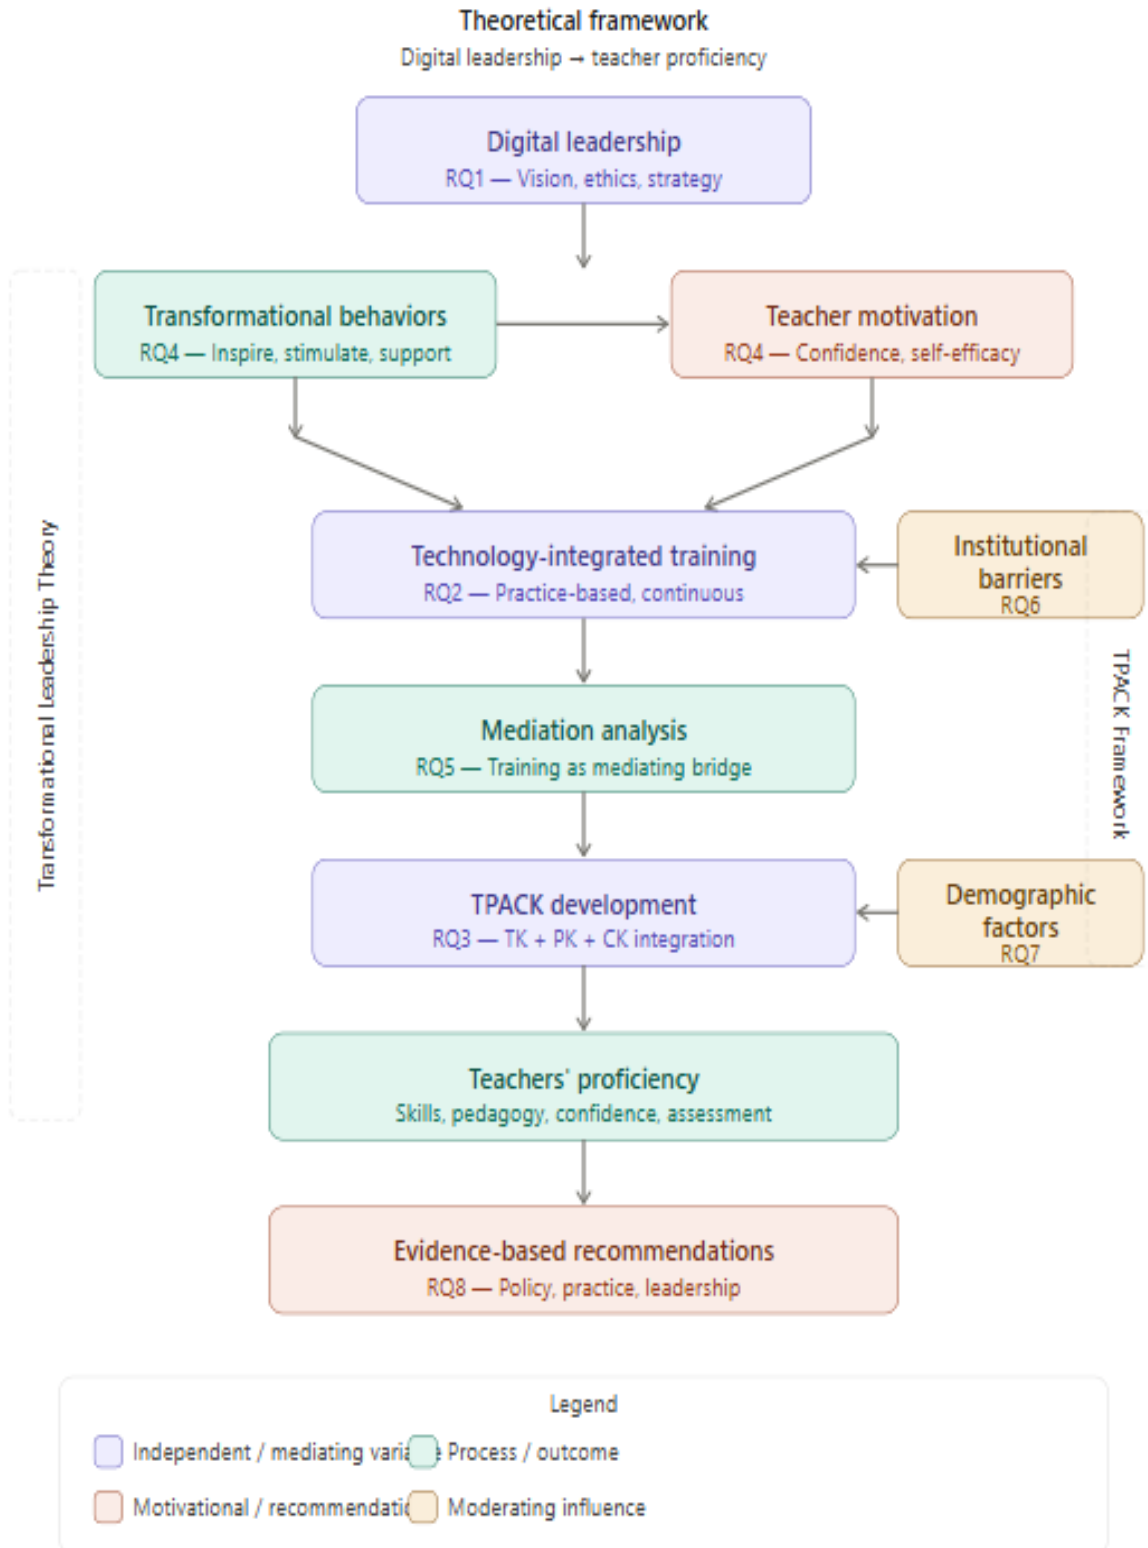 Theoretical framework
Digital leadership → teacher proficiency
Digital leadership
RQ1 — Vision, ethics, strategy
Transformational behaviors
RQ4 — Inspire, stimulate, support
Teacher motivation
RQ4 — Confidence, self-efficacy
Transformational Leadership Theory
Technology-integrated training
RQ2 — Practice-based, continuous
Institutional
barriers
RQ6
TPACK Framework
Mediation analysis
RQ5 — Training as mediating bridge
TPACK development
RQ3 — TK + PK + CK integration
Demographic
factors
RQ7
Teachers' proficiency
Skills, pedagogy, confidence, assessment
Evidence-based recommendations
RQ8 — Policy, practice, leadership
Legend
Independent / mediating
Process / outcome
Motivational /
Moderating influence